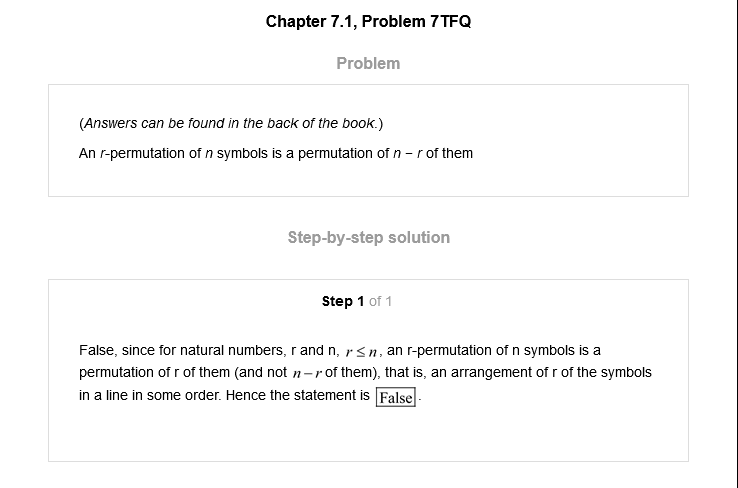 Chapter 7.1, Problem 7TFQ
Problem
(Answers can be found in the back of the book.)
An r-permutation of n symbols is a permutation of n − r of them
Step-by-step solution
Step 1 of 1
False, since for natural numbers, r and n, r ≤ n, an r-permutation of n symbols is a
permutation of r of them (and not n − r of them), that is, an arrangement of r of the symbols
in a line in some order. Hence the statement is False.